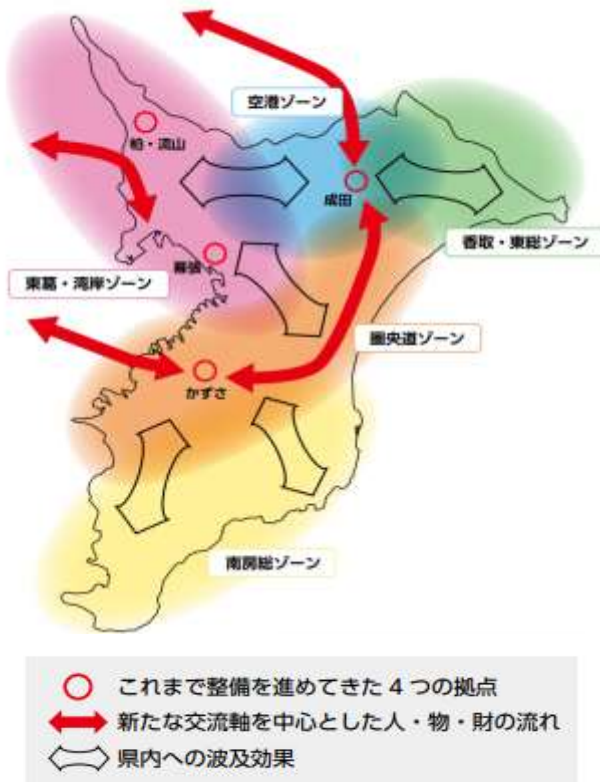 空港ゾーン
柏・流山
成田
香取・東総ゾーン
幕張
東葛・湾岸ゾーン
圏央道ゾーン
かずさ
南房総ゾーン
これまで整備を進めてきた 4 つの拠点
新たな交流軸を中心とした人・物・財の流れ
県内への波及効果